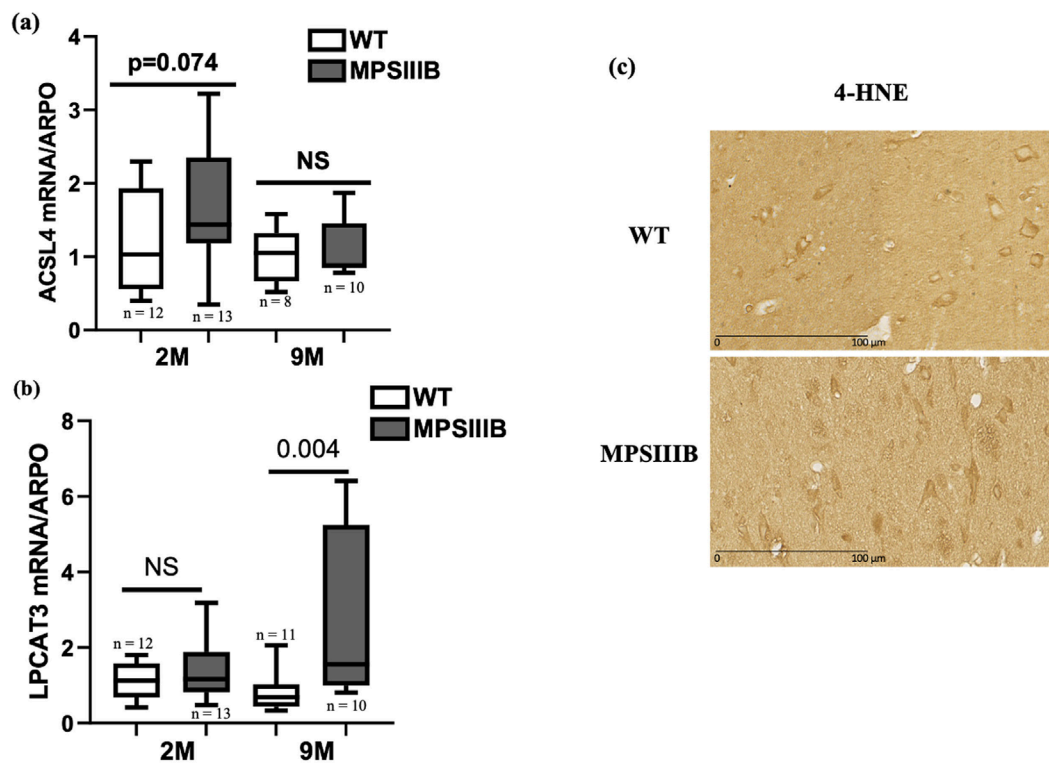 (a)
ACSL4 mRNA/ARPO
4
3
2
1
0
WT
MPSIIIB
p=0.074
NS
n = 12
n = 13
n = 8
n = 10
2M
9M
(b)
LPCAT3 mRNA/ARPO
8
6
4
2
0
WT
MPSIIIB
NS
0.004
n = 12
n = 13
n = 11
n = 10
2M
9M
(c)
4-HNE
WT
0
100 μm
MPSIIIB
0
100 μm